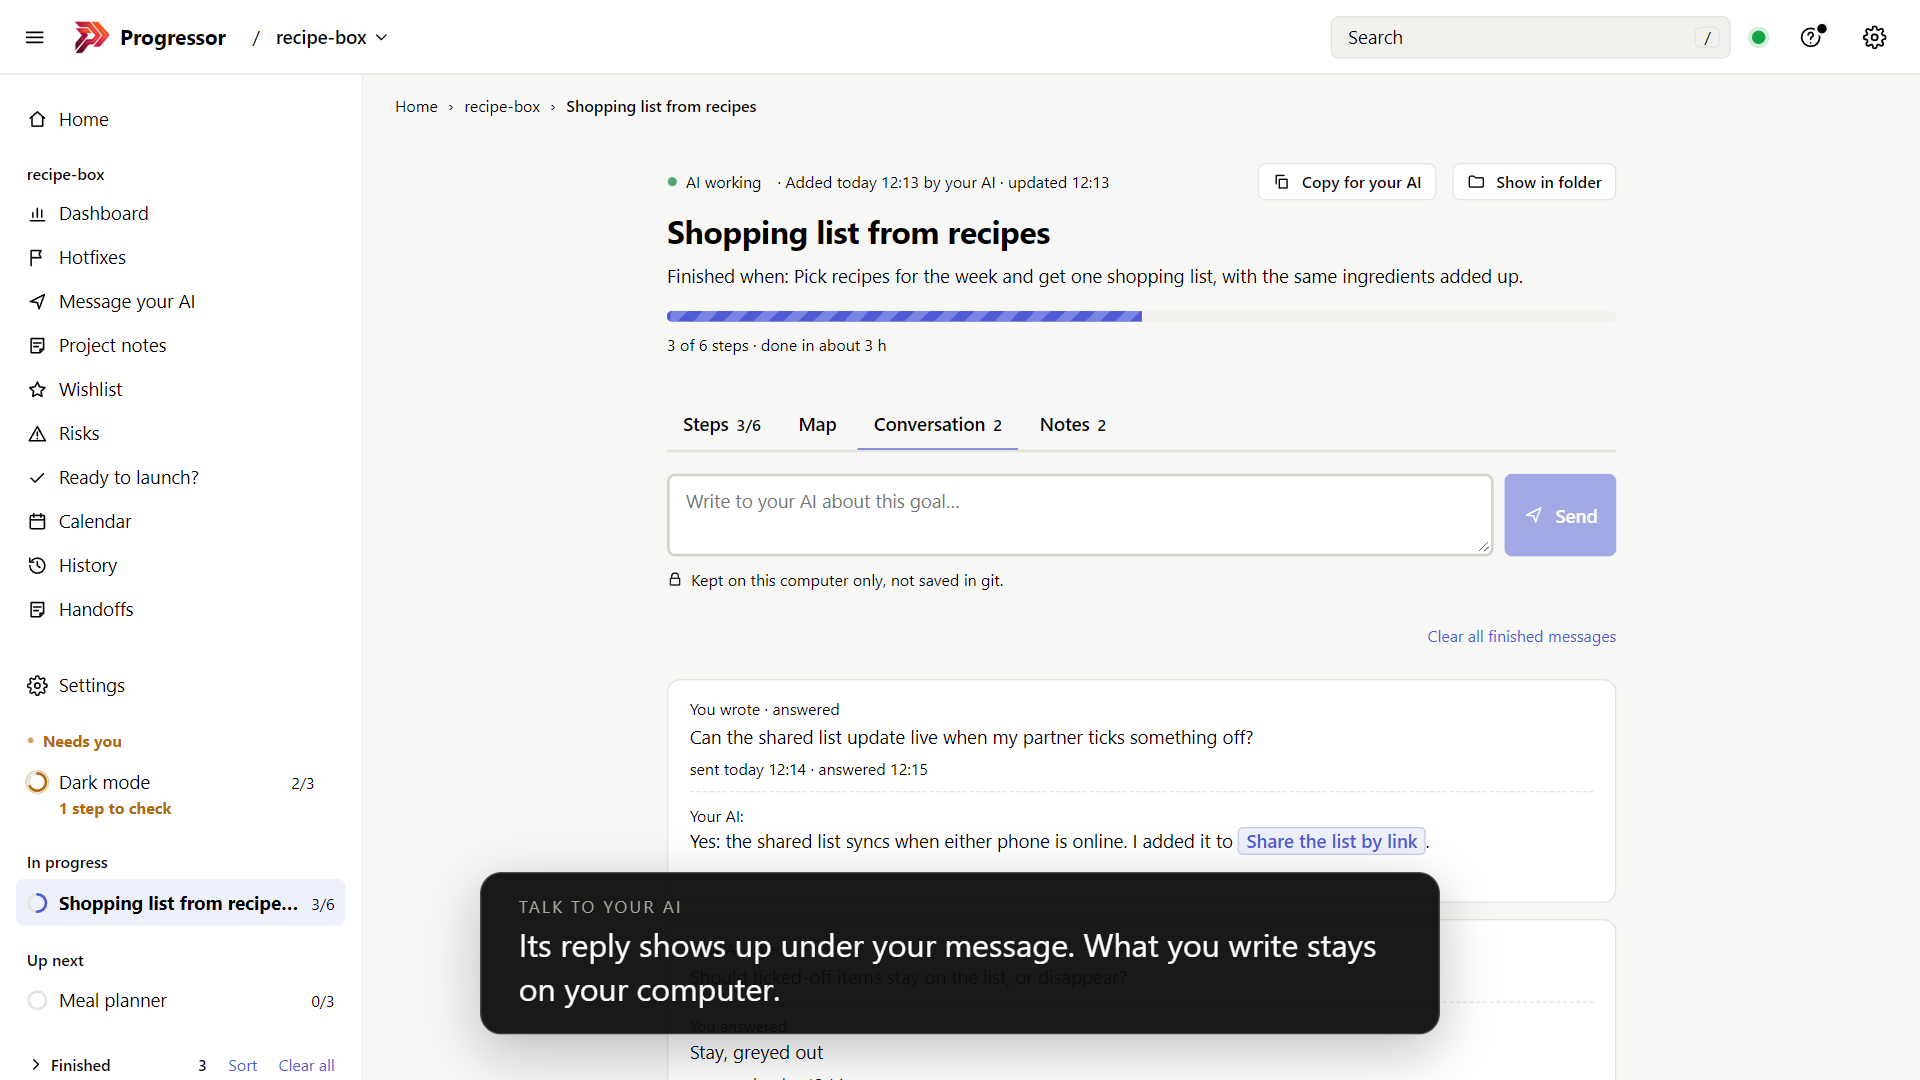 Progressor / recipe-box
Search /
Home
recipe-box
Dashboard
Hotfixes
Message your AI
Project notes
Wishlist
Risks
Ready to launch?
Calendar
History
Handoffs
Settings
Needs you
Dark mode 2/3
1 step to check
In progress
Shopping list from recipe... 3/6
Up next
Meal planner 0/3
Finished 3 Sort Clear all
Home › recipe-box › Shopping list from recipes
AI working · Added today 12:13 by your AI · updated 12:13
Copy for your AI
Show in folder
Shopping list from recipes
Finished when: Pick recipes for the week and get one shopping list, with the same ingredients added up.
3 of 6 steps · done in about 3 h
Steps 3/6 Map Conversation 2 Notes 2
Write to your AI about this goal...
Send
Kept on this computer only, not saved in git.
Clear all finished messages
You wrote · answered
Can the shared list update live when my partner ticks something off?
sent today 12:14 · answered 12:15
Your AI:
Yes: the shared list syncs when either phone is online. I added it to Share the list by link.
TALK TO YOUR AI
Its reply shows up under your message. What you write stays
on your computer.
Should ticked-off items stay on the list, or disappear?
You answered
Stay, greyed out